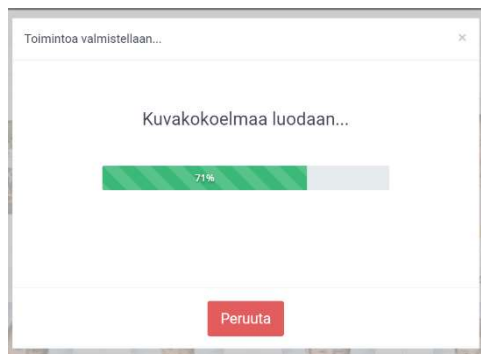 Toimintoa valmistellaan...
×
Kuvakokoelmaa luodaan...
71%
Peruuta